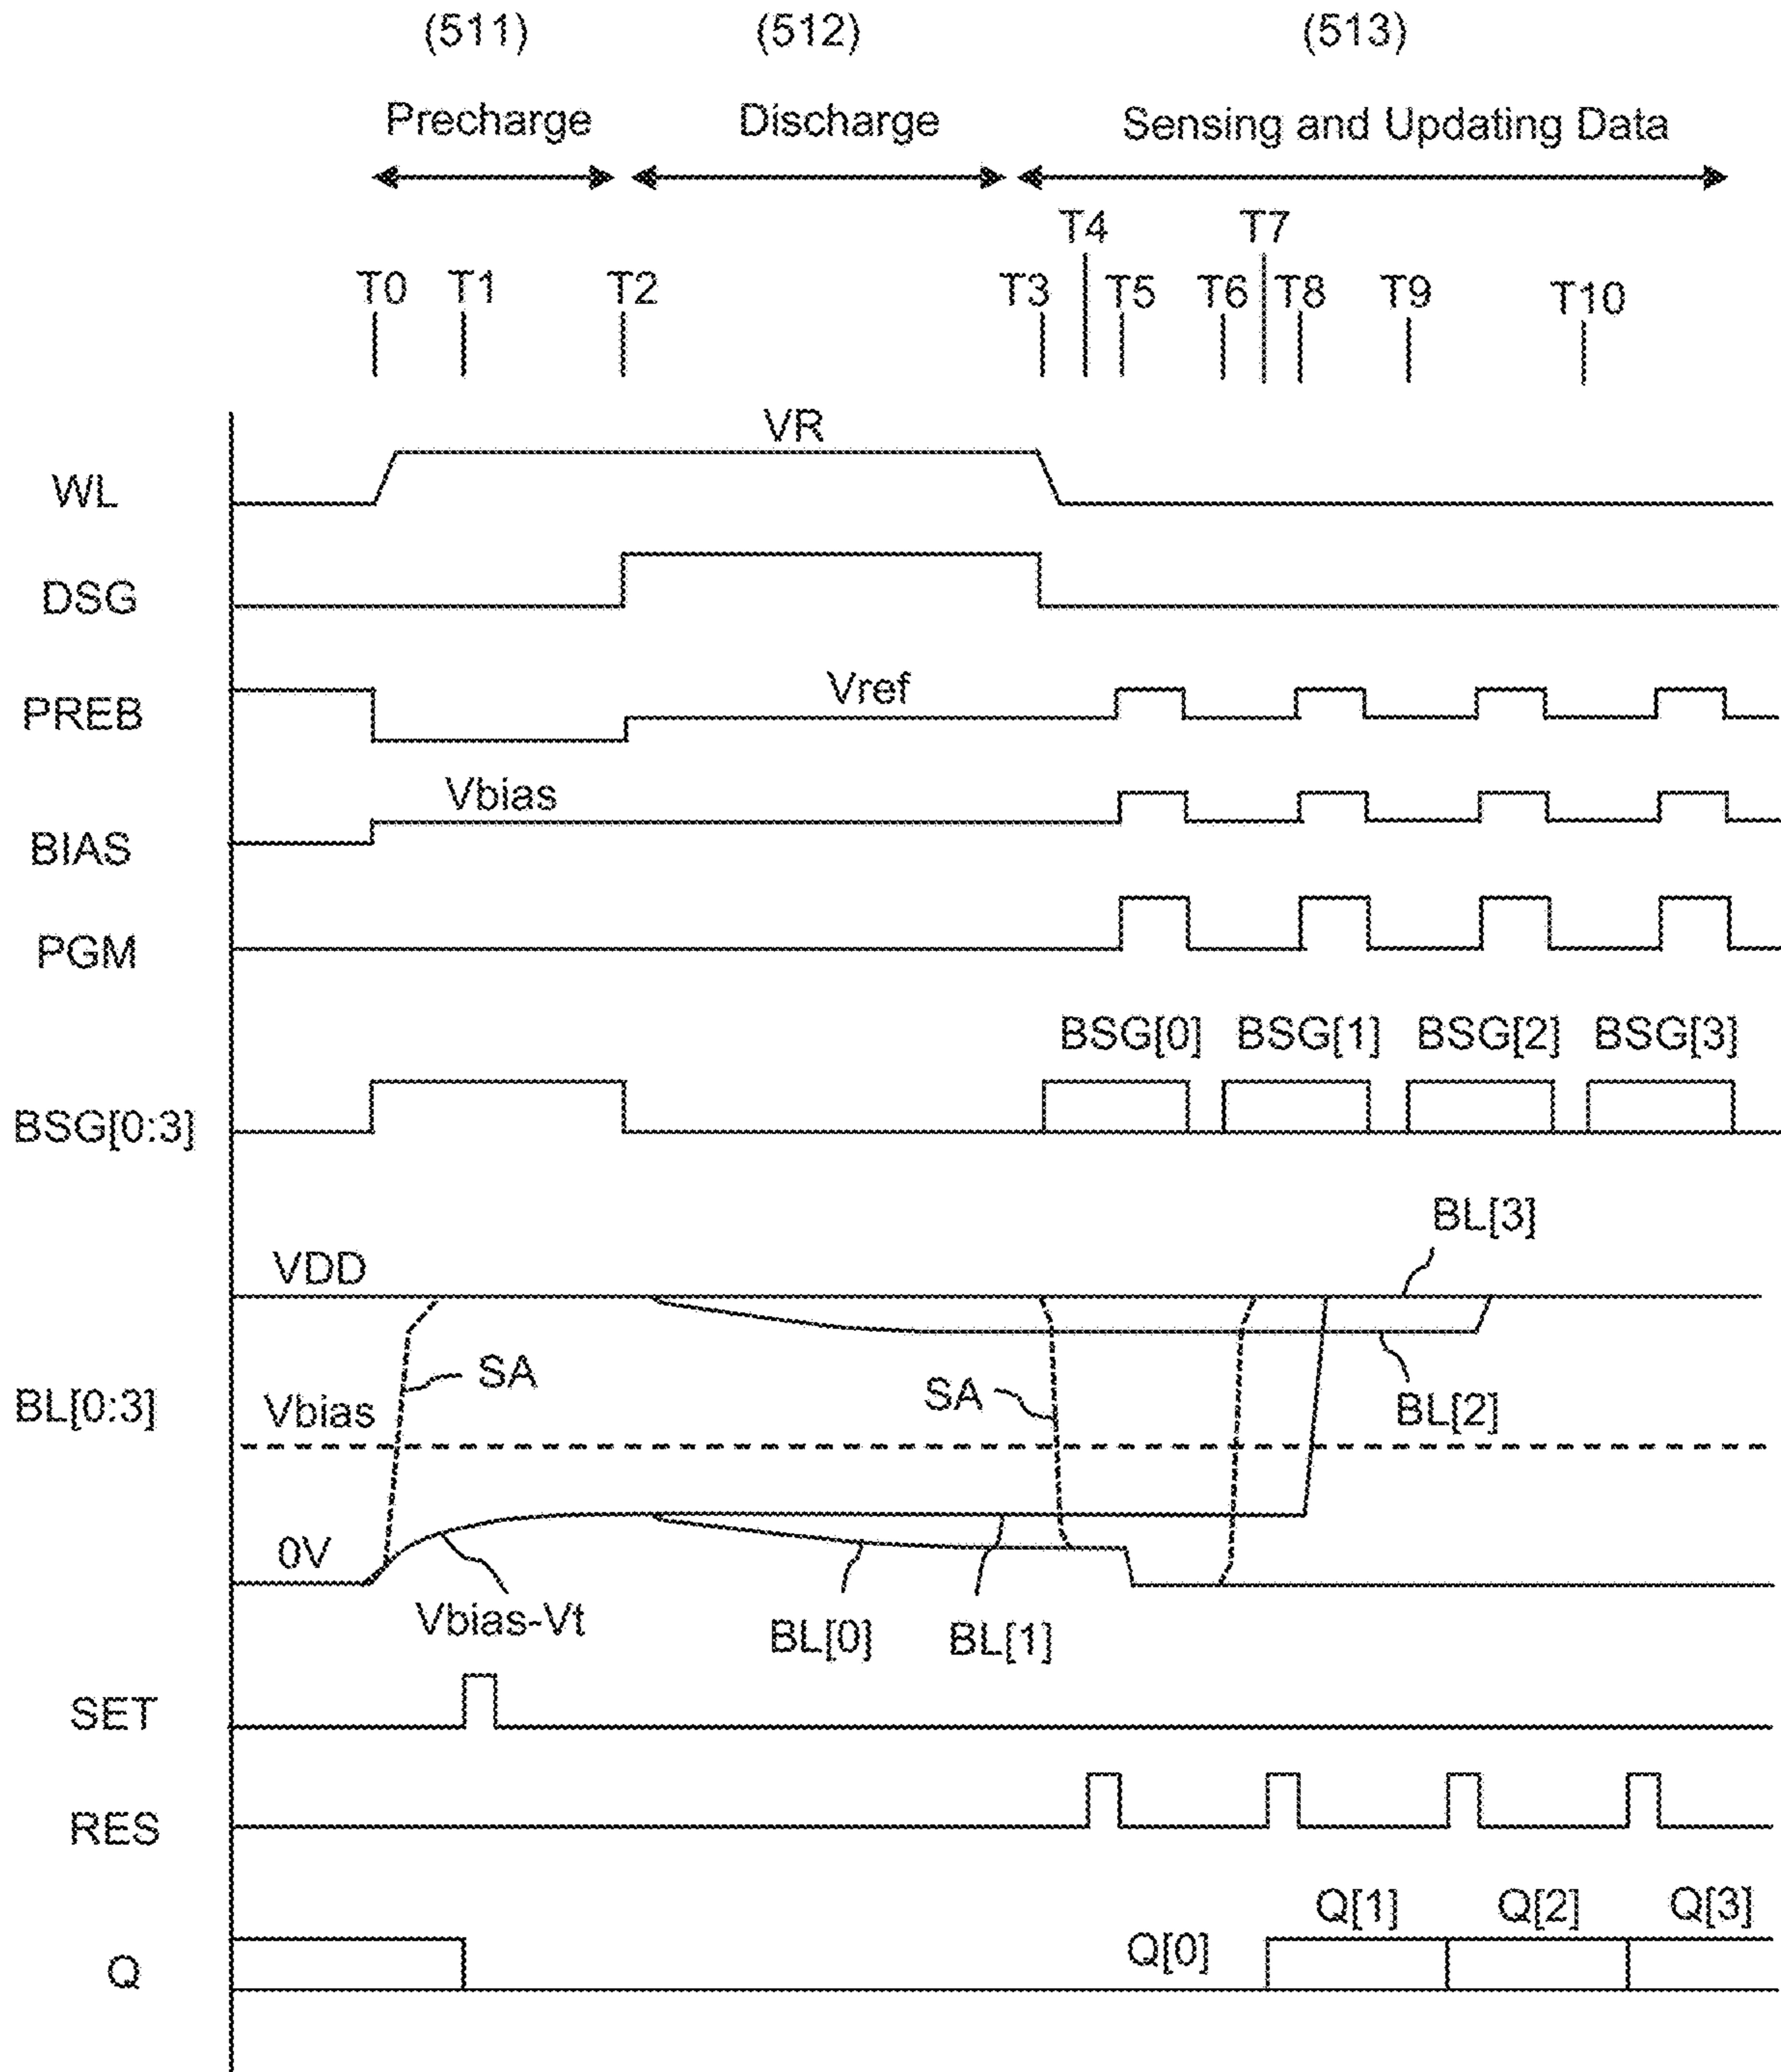 (511) (512) (513)
Precharge Discharge Sensing and Updating Data
T4 T7
T0 T1 T2 T3 T5 T6 T8 T9 T10
VR
WL
DSG
Vref
PREB
Vbias
BIAS
PGM
BSG[0] BSG[1] BSG[2] BSG[3]
BSG[0:3]
BL[3]
VDD
SA
SA
BL[0:3]
Vbias
BL[2]
0V
Vbias-Vt
BL[0] BL[1]
SET
RES
Q[1] Q[2] Q[3]
Q[0]
Q